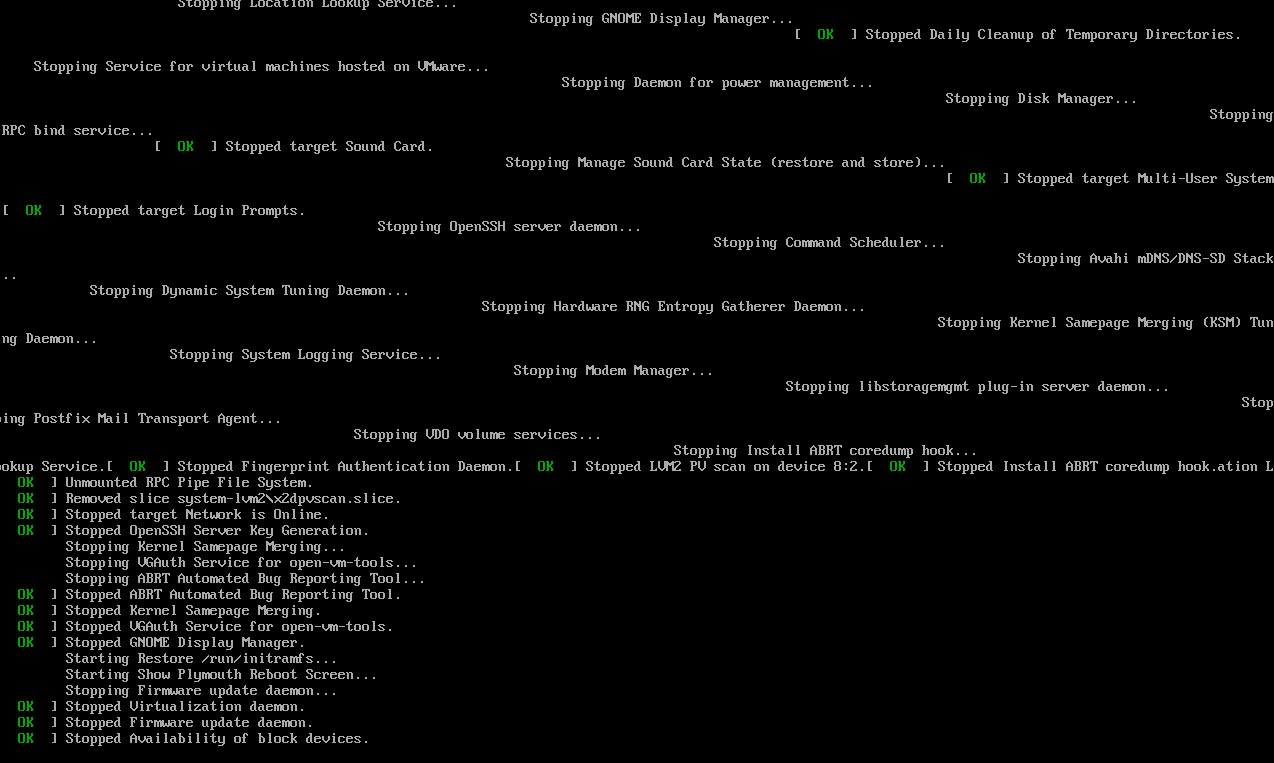 Stopping Location Lookup Service...
Stopping GNOME Display Manager...
[  OK  ] Stopped Daily Cleanup of Temporary Directories.
Stopping Service for virtual machines hosted on VMware...
Stopping Daemon for power management...
Stopping Disk Manager...
Stopping
RPC bind service...
[  OK  ] Stopped target Sound Card.
Stopping Manage Sound Card State (restore and store)...
[  OK  ] Stopped target Multi-User System
[  OK  ] Stopped target Login Prompts.
Stopping OpenSSH server daemon...
Stopping Command Scheduler...
Stopping Avahi mDNS/DNS-SD Stack
..
Stopping Dynamic System Tuning Daemon...
Stopping Hardware RNG Entropy Gatherer Daemon...
Stopping Kernel Samepage Merging (KSM) Tun
ng Daemon...
Stopping System Logging Service...
Stopping Modem Manager...
Stopping libstoragemgmt plug-in server daemon...
Stop
ing Postfix Mail Transport Agent...
Stopping VDO volume services...
Stopping Install ABRT coredump hook...
ookup Service.[  OK  ] Stopped Fingerprint Authentication Daemon.[  OK  ] Stopped LVM2 PV scan on device 8:2.[  OK  ] Stopped Install ABRT coredump hook.ation L
OK  ] Unmounted RPC Pipe File System.
OK  ] Removed slice system-lvm2\x2dpvscan.slice.
OK  ] Stopped target Network is Online.
OK  ] Stopped OpenSSH Server Key Generation.
Stopping Kernel Samepage Merging...
Stopping VGAuth Service for open-vm-tools...
Stopping ABRT Automated Bug Reporting Tool...
OK  ] Stopped ABRT Automated Bug Reporting Tool.
OK  ] Stopped Kernel Samepage Merging.
OK  ] Stopped VGAuth Service for open-vm-tools.
OK  ] Stopped GNOME Display Manager.
Starting Restore /run/initramfs...
Starting Show Plymouth Reboot Screen...
Stopping Firmware update daemon...
OK  ] Stopped Virtualization daemon.
OK  ] Stopped Firmware update daemon.
OK  ] Stopped Availability of block devices.